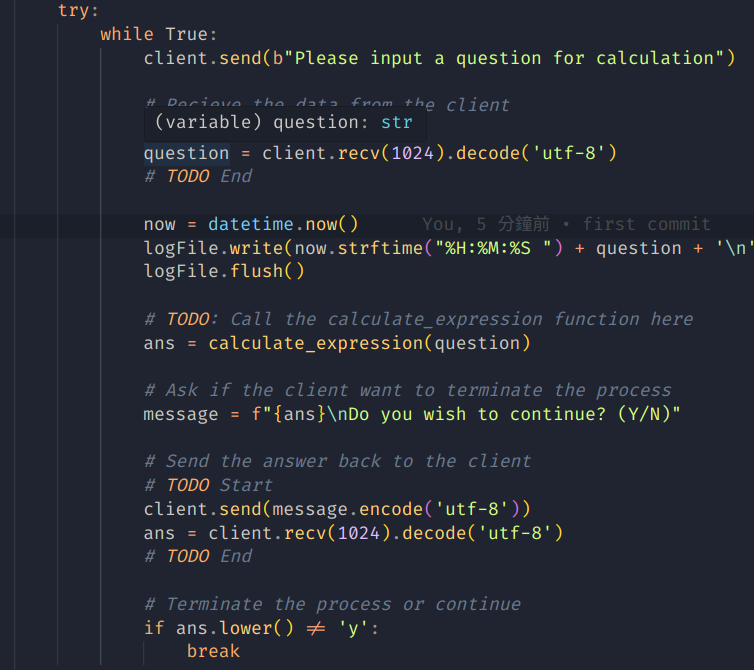 try:
while True:
client.send(b"Please input a question for calculation")
# Recieve the data from the client
(variable) question: str
question = client.recv(1024).decode('utf-8')
# TODO End
now = datetime.now() You, 5 分鐘前 • first commit
logFile.write(now.strftime("%H:%M:%S ") + question + '\n'
logFile.flush()
# TODO: Call the calculate_expression function here
ans = calculate_expression(question)
# Ask if the client want to terminate the process
message = f"{ans}\nDo you wish to continue? (Y/N)"
# Send the answer back to the client
# TODO Start
client.send(message.encode('utf-8'))
ans = client.recv(1024).decode('utf-8')
# TODO End
# Terminate the process or continue
if ans.lower() != 'y':
break